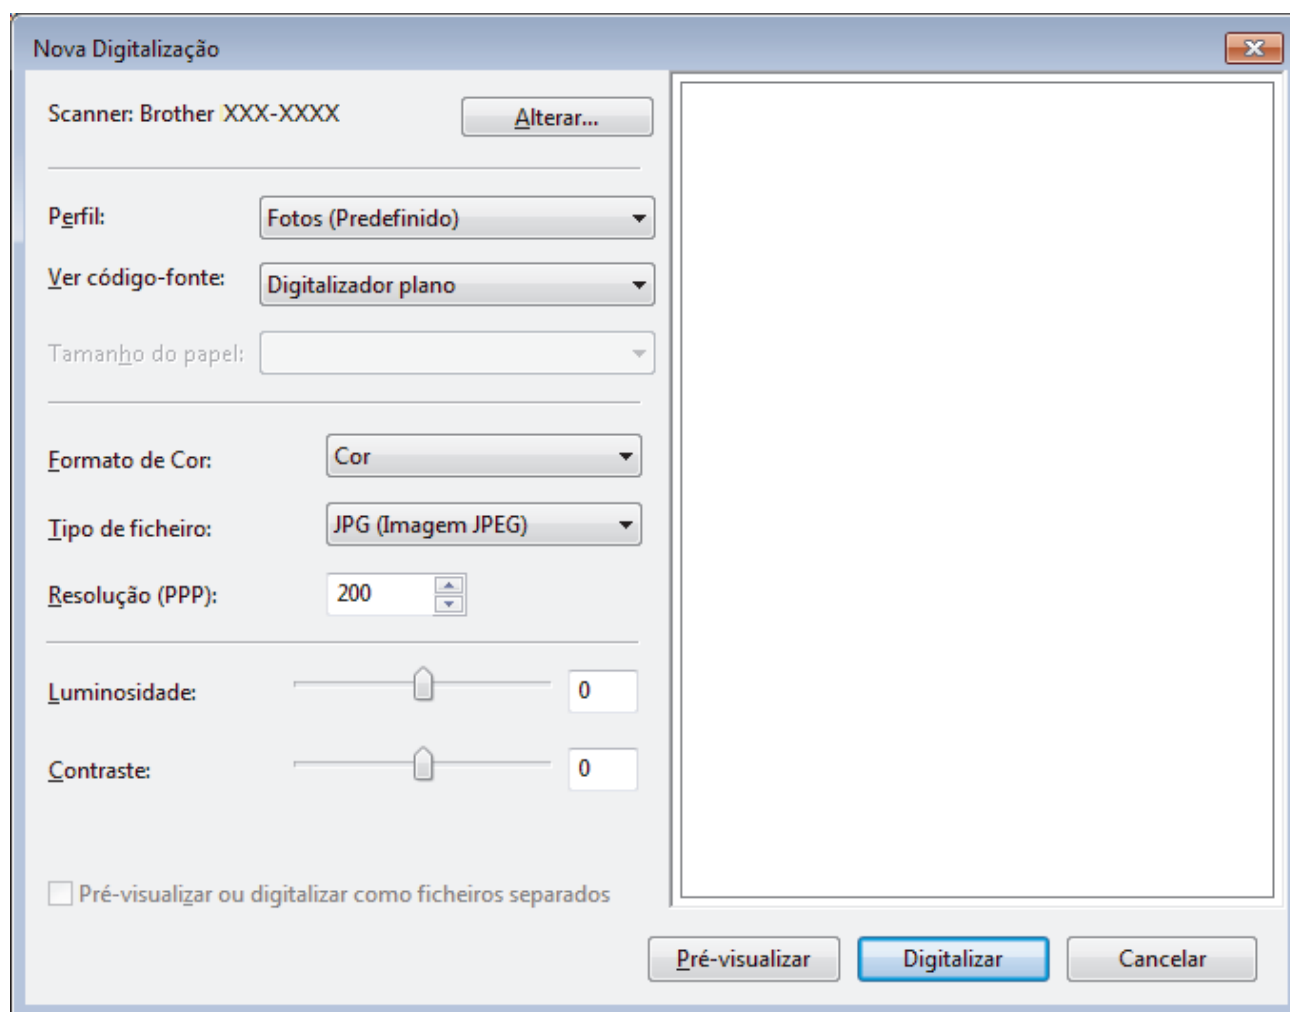 Nova Digitalização
Scanner: Brother XXX-XXXX Alterar...
Perfil: Fotos (Predefinido)
Ver código-fonte: Digitalizador plano
Tamanho do papel:
Formato de Cor: Cor
Tipo de ficheiro: JPG (Imagem JPEG)
Resolução (PPP): 200
Luminosidade: 0
Contraste: 0
Pré-visualizar ou digitalizar como ficheiros separados
Pré-visualizar Digitalizar Cancelar